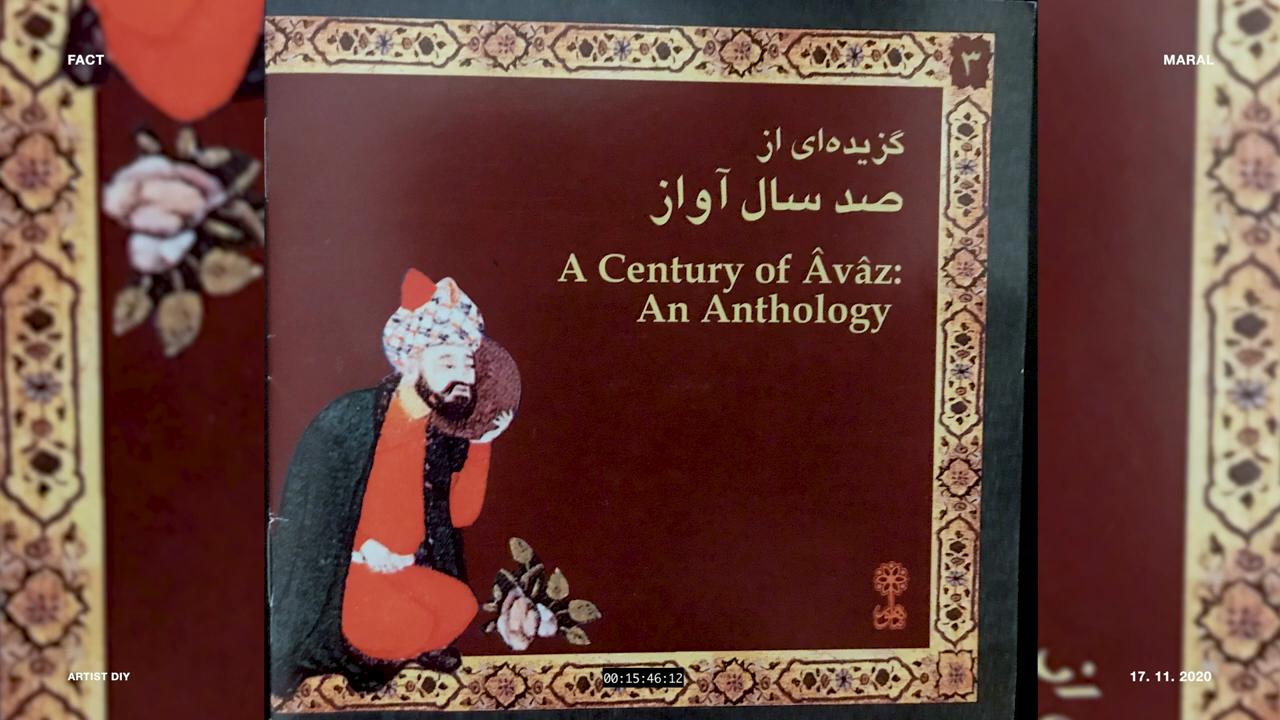 FACT
MARAL
۳
گزیده‌ای از
صد سال آواز
A Century of Âvâz:
An Anthology
ARTIST DIY
00:15:46:12
17. 11. 2020